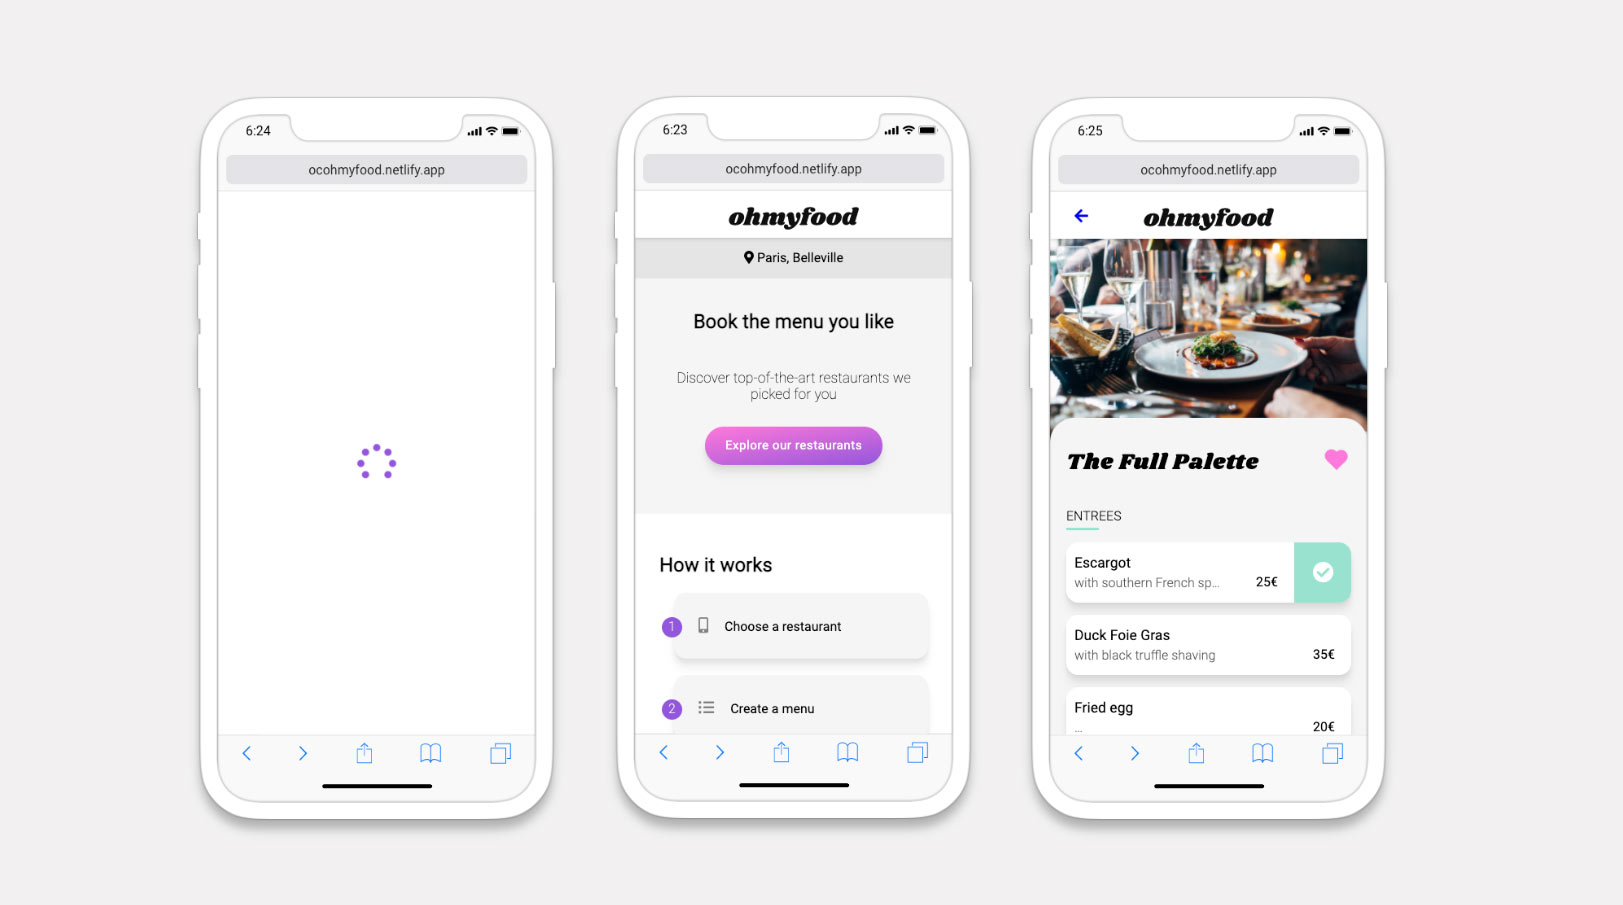 6:24
ocohmyfood.netlify.app
6:23
ocohmyfood.netlify.app
ohmyfood
Paris, Belleville
Book the menu you like
Discover top-of-the-art restaurants we
picked for you
Explore our restaurants
How it works
1 Choose a restaurant
2 Create a menu
6:25
ocohmyfood.netlify.app
ohmyfood
The Full Palette
ENTREES
Escargot
with southern French sp... 25€
Duck Foie Gras
with black truffle shaving 35€
Fried egg
... 20€